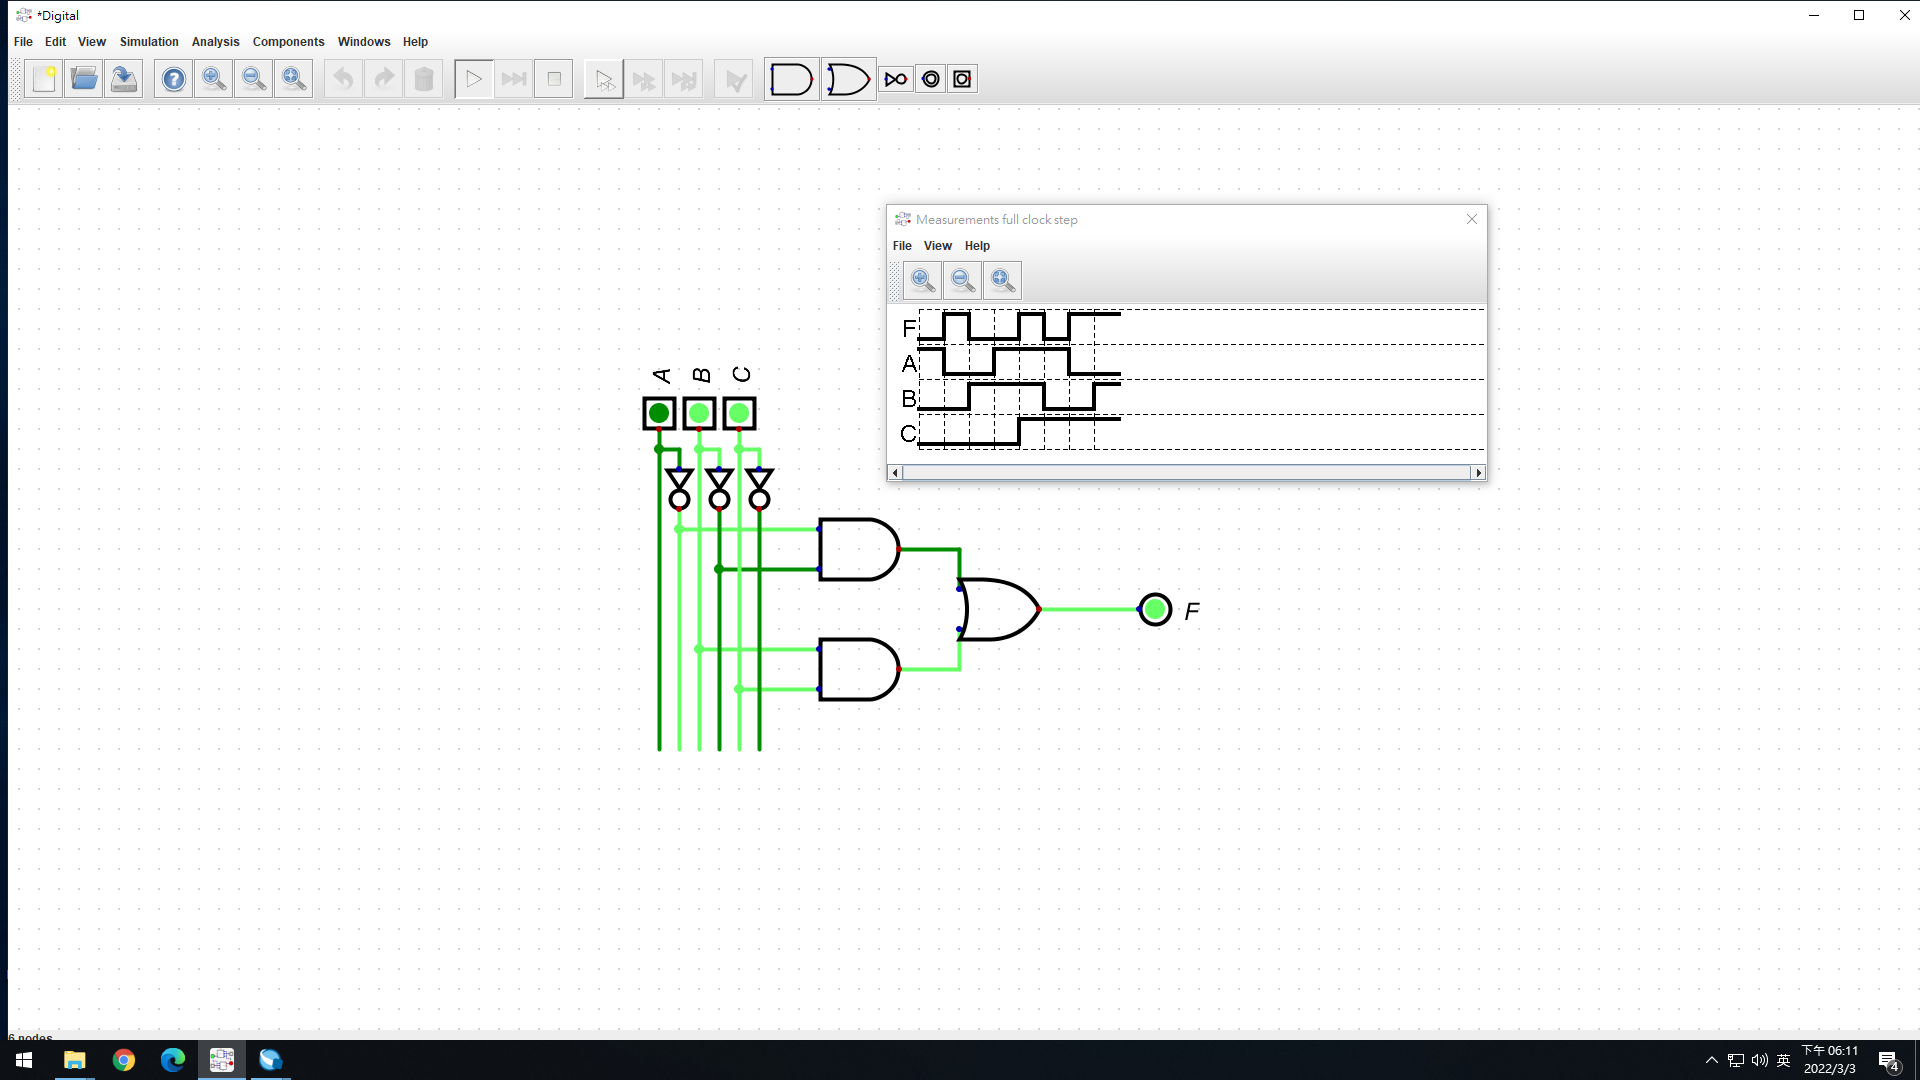 *Digital
File Edit View Simulation Analysis Components Windows Help
Measurements full clock step
File View Help
F
A
B
C
A B C
F
6 nodes
英
下午 06:11
2022/3/3
4